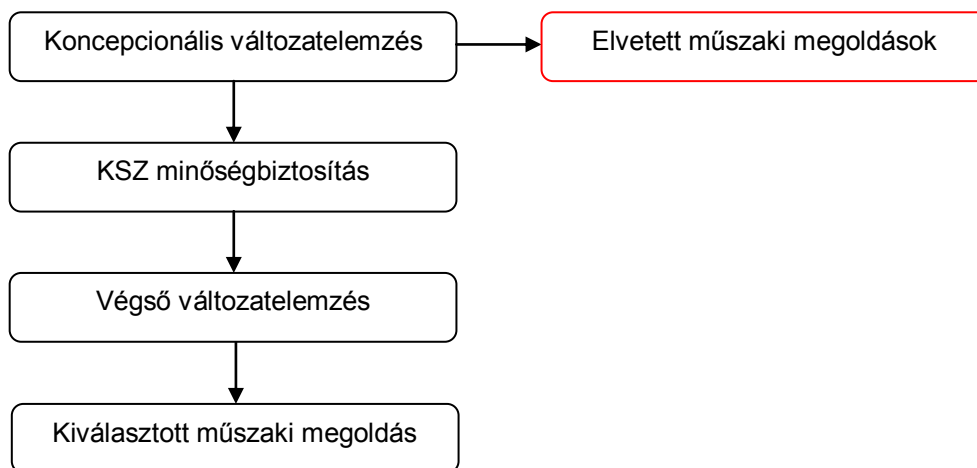 Koncepcionális változatelemzés
Elvetett műszaki megoldások
KSZ minőségbiztosítás
Végső változatelemzés
Kiválasztott műszaki megoldás